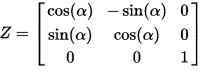 Z = [ cos(α) − sin(α) 0
sin(α) cos(α) 0
0 0 1 ]